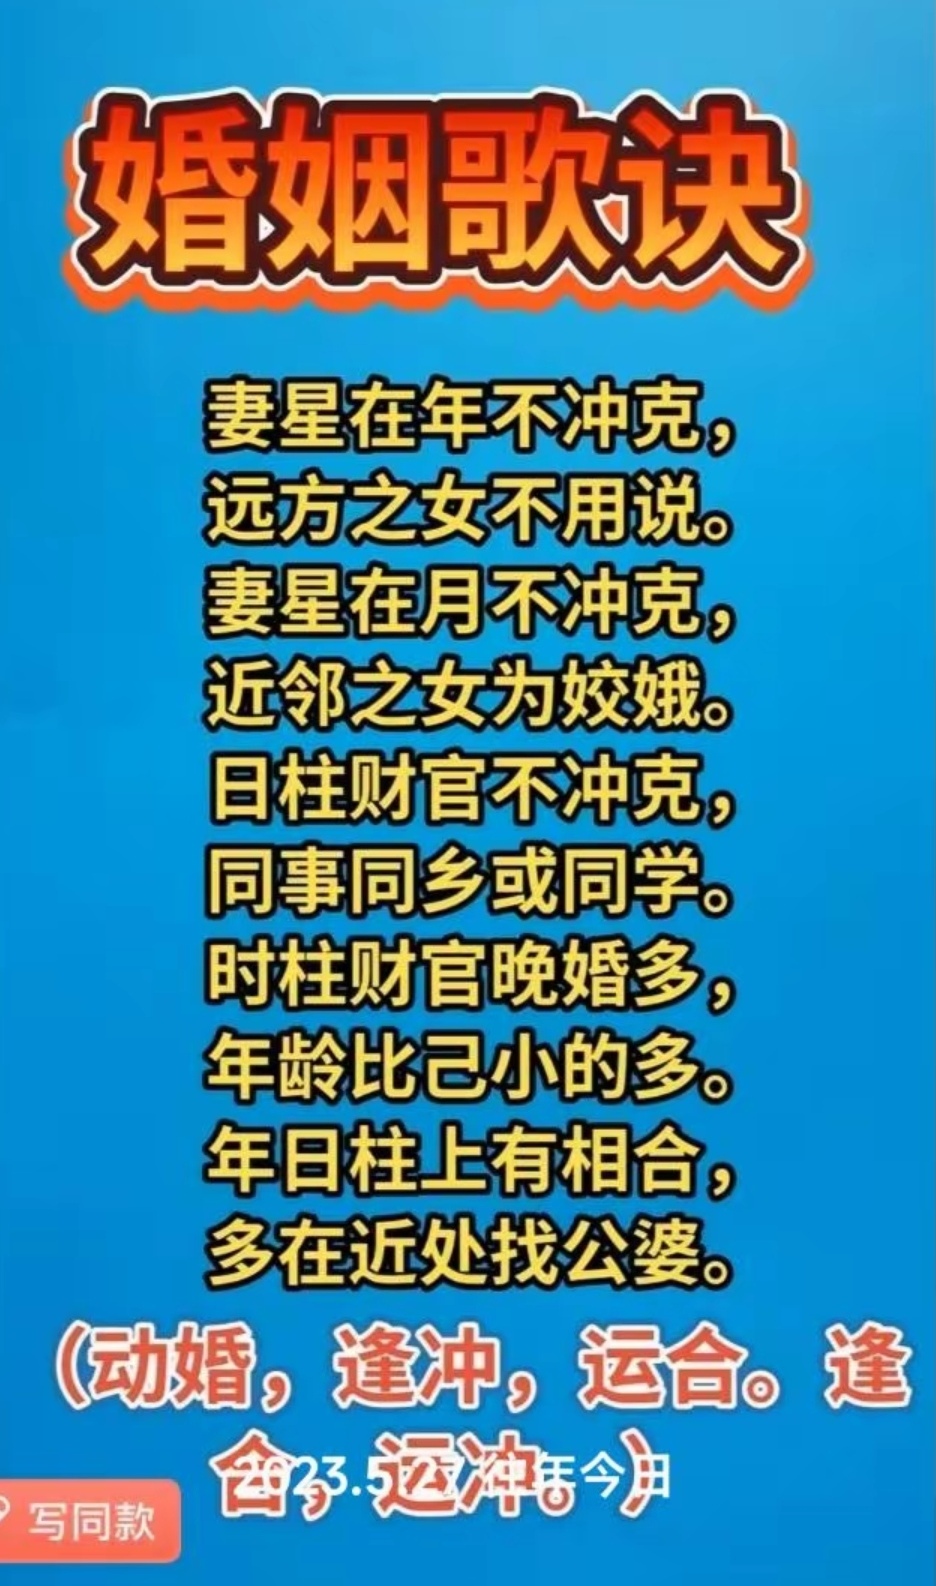 婚姻歌诀
妻星在年不冲克，
远方之女不用说。
妻星在月不冲克，
近邻之女为姣娥。
日柱财官不冲克，
同事同乡或同学。
时柱财官晚婚多，
年龄比己小的多。
年日柱上有相合，
多在近处找公婆。
（动婚，逢冲，运合。逢
合，运冲。）
2023.5.27 往年今日
写同款